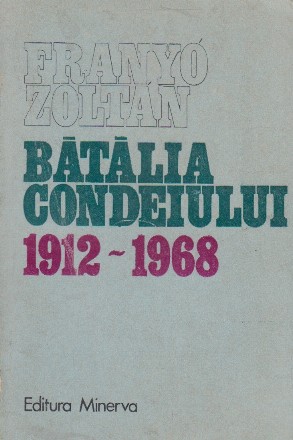 FRANYÓ
ZOLTÁN
BĂTĂLIA
CONDEIULUI
1912~1968
Editura Minerva